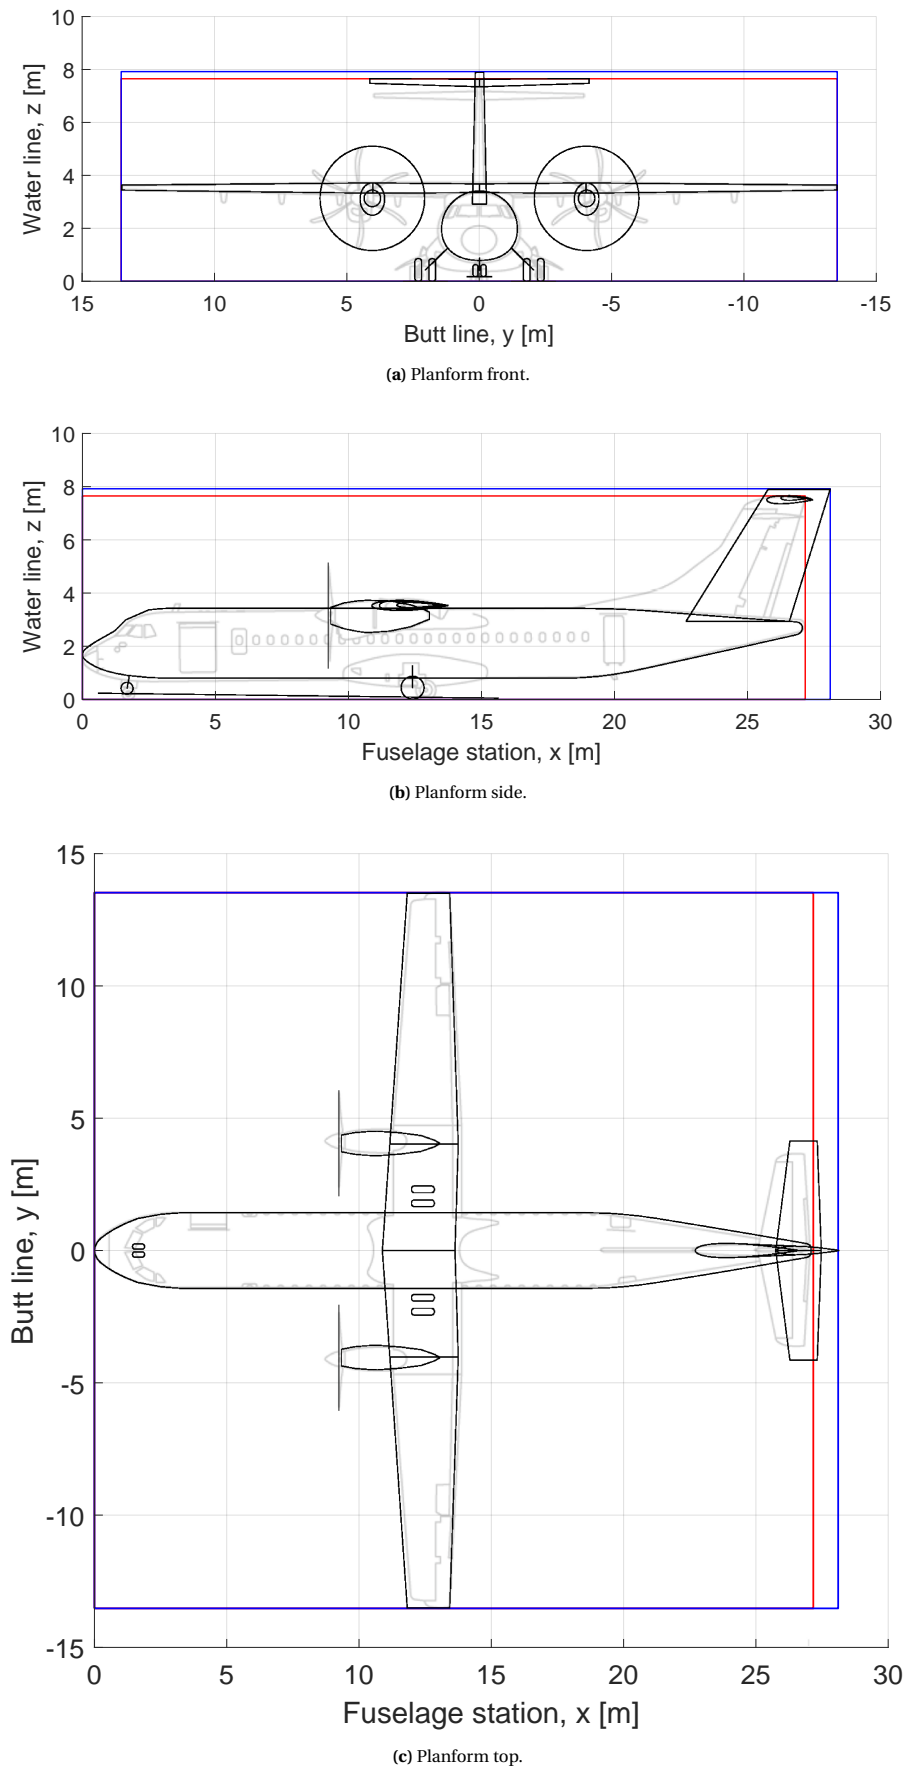 10
8
6
4
2
0
Water line, z [m]
15 10 5 0 -5 -10 -15
Butt line, y [m]
(a) Planform front.
10
8
6
4
2
0
Water line, z [m]
0 5 10 15 20 25 30
Fuselage station, x [m]
(b) Planform side.
15
10
5
0
-5
-10
-15
Butt line, y [m]
0 5 10 15 20 25 30
Fuselage station, x [m]
(c) Planform top.